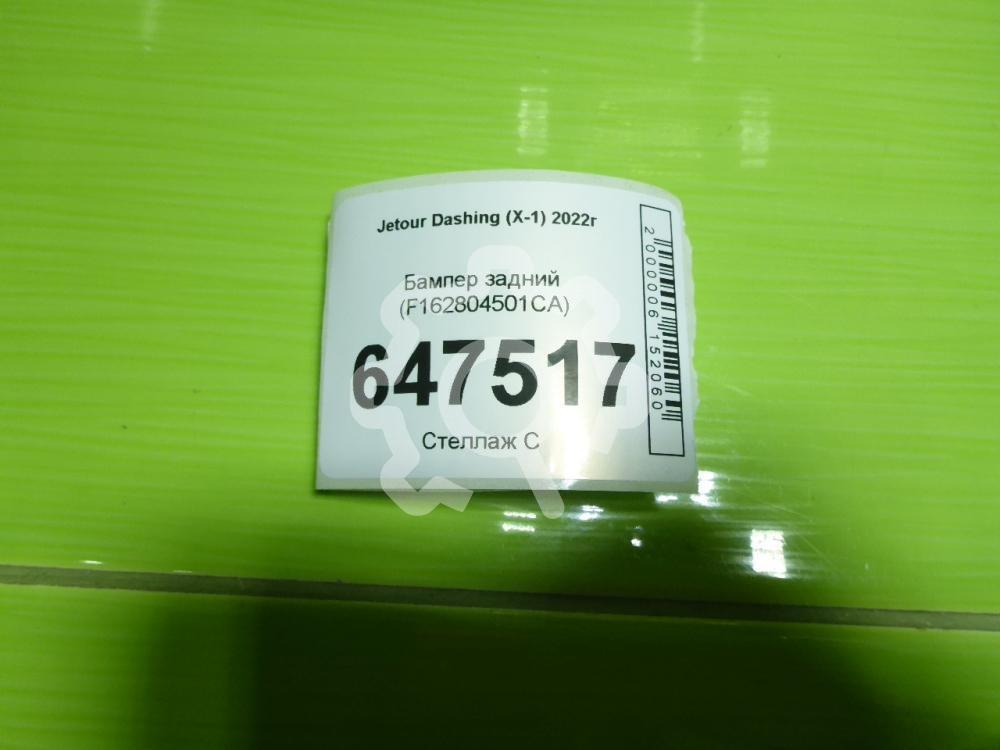 Jetour Dashing (X-1) 2022г
Бампер задний
(F162804501CA)
647517
Стеллаж С
2000006152060